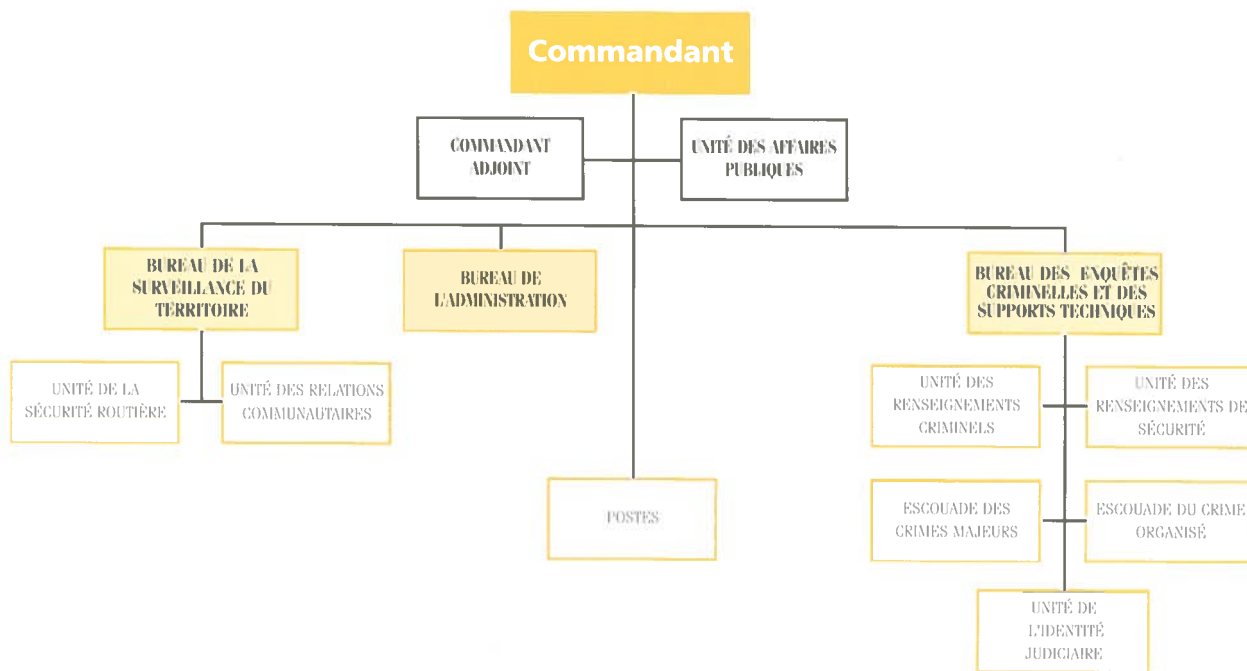 Commandant
COMMANDANT
ADJOINT
UNITÉ DES AFFAIRES
PUBLIQUES
BUREAU DE LA
SURVEILLANCE DU
TERRITOIRE
BUREAU DE
L'ADMINISTRATION
BUREAU DES ENQUÊTES
CRIMINELLES ET DES
SUPPORTS TECHNIQUES
UNITÉ DE LA
SÉCURITÉ ROUTIÈRE
UNITÉ DES RELATIONS
COMMUNAUTAIRES
UNITÉ DES
RENSEIGNEMENTS
CRIMINELS
UNITÉ DES
RENSEIGNEMENTS DE
SÉCURITÉ
POSTES
ESCOUADE DES
CRIMES MAJEURS
ESCOUADE DU CRIME
ORGANISÉ
UNITÉ DE
L'IDENTITÉ
JUDICIAIRE